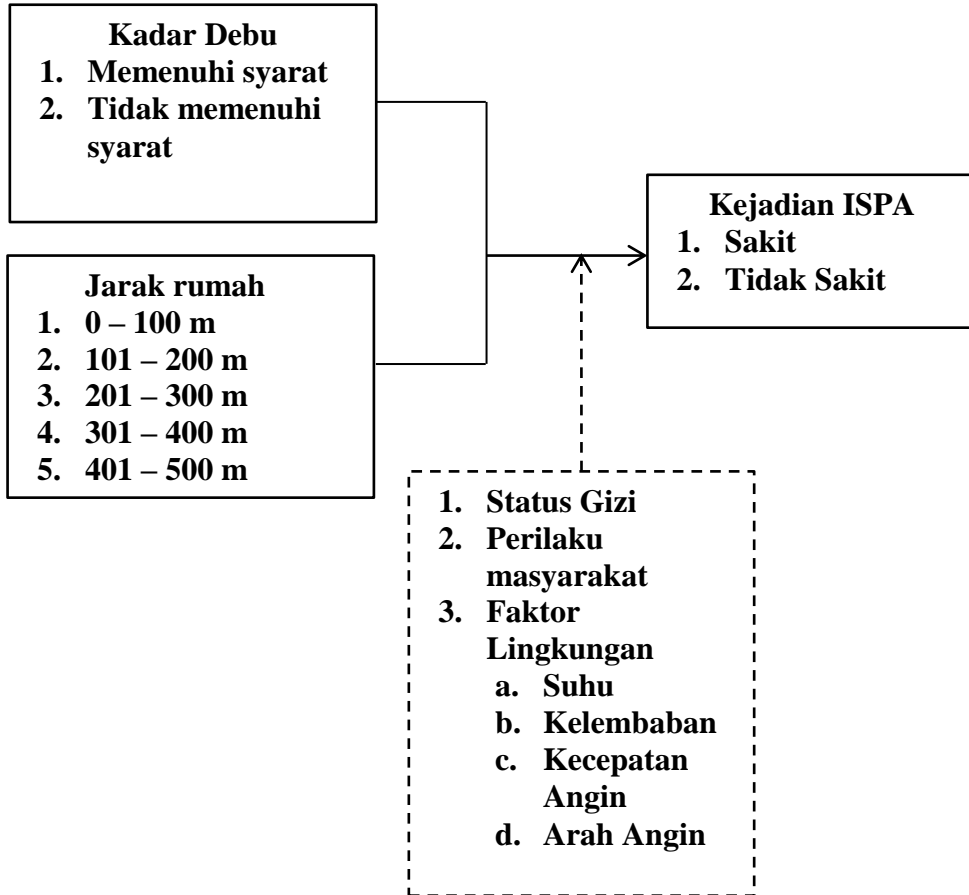 Kadar Debu
1. Memenuhi syarat
2. Tidak memenuhi
syarat
Jarak rumah
1. 0 – 100 m
2. 101 – 200 m
3. 201 – 300 m
4. 301 – 400 m
5. 401 – 500 m
Kejadian ISPA
1. Sakit
2. Tidak Sakit
1. Status Gizi
2. Perilaku
masyarakat
3. Faktor
Lingkungan
a. Suhu
b. Kelembaban
c. Kecepatan
Angin
d. Arah Angin